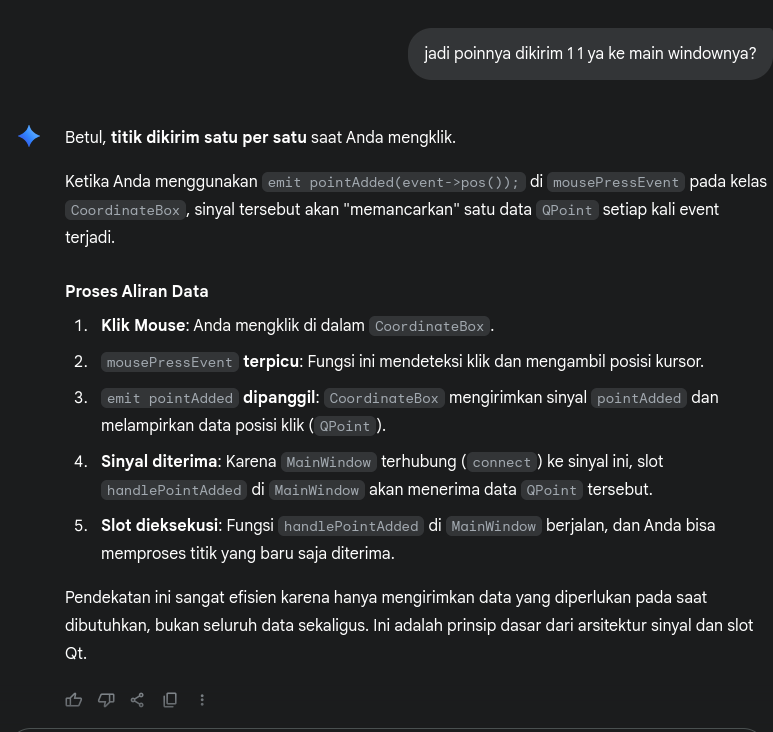 jadi poinnya dikirim 1 1 ya ke main windownya?
Betul, titik dikirim satu per satu saat Anda mengklik.
Ketika Anda menggunakan emit pointAdded(event->pos()); di mousePressEvent pada kelas
CoordinateBox, sinyal tersebut akan "memancarkan" satu data QPoint setiap kali event
terjadi.
Proses Aliran Data
1. Klik Mouse: Anda mengklik di dalam CoordinateBox.
2. mousePressEvent terpicu: Fungsi ini mendeteksi klik dan mengambil posisi kursor.
3. emit pointAdded dipanggil: CoordinateBox mengirimkan sinyal pointAdded dan
melampirkan data posisi klik (QPoint).
4. Sinyal diterima: Karena MainWindow terhubung (connect) ke sinyal ini, slot
handlePointAdded di MainWindow akan menerima data QPoint tersebut.
5. Slot dieksekusi: Fungsi handlePointAdded di MainWindow berjalan, dan Anda bisa
memproses titik yang baru saja diterima.
Pendekatan ini sangat efisien karena hanya mengirimkan data yang diperlukan pada saat
dibutuhkan, bukan seluruh data sekaligus. Ini adalah prinsip dasar dari arsitektur sinyal dan slot
Qt.